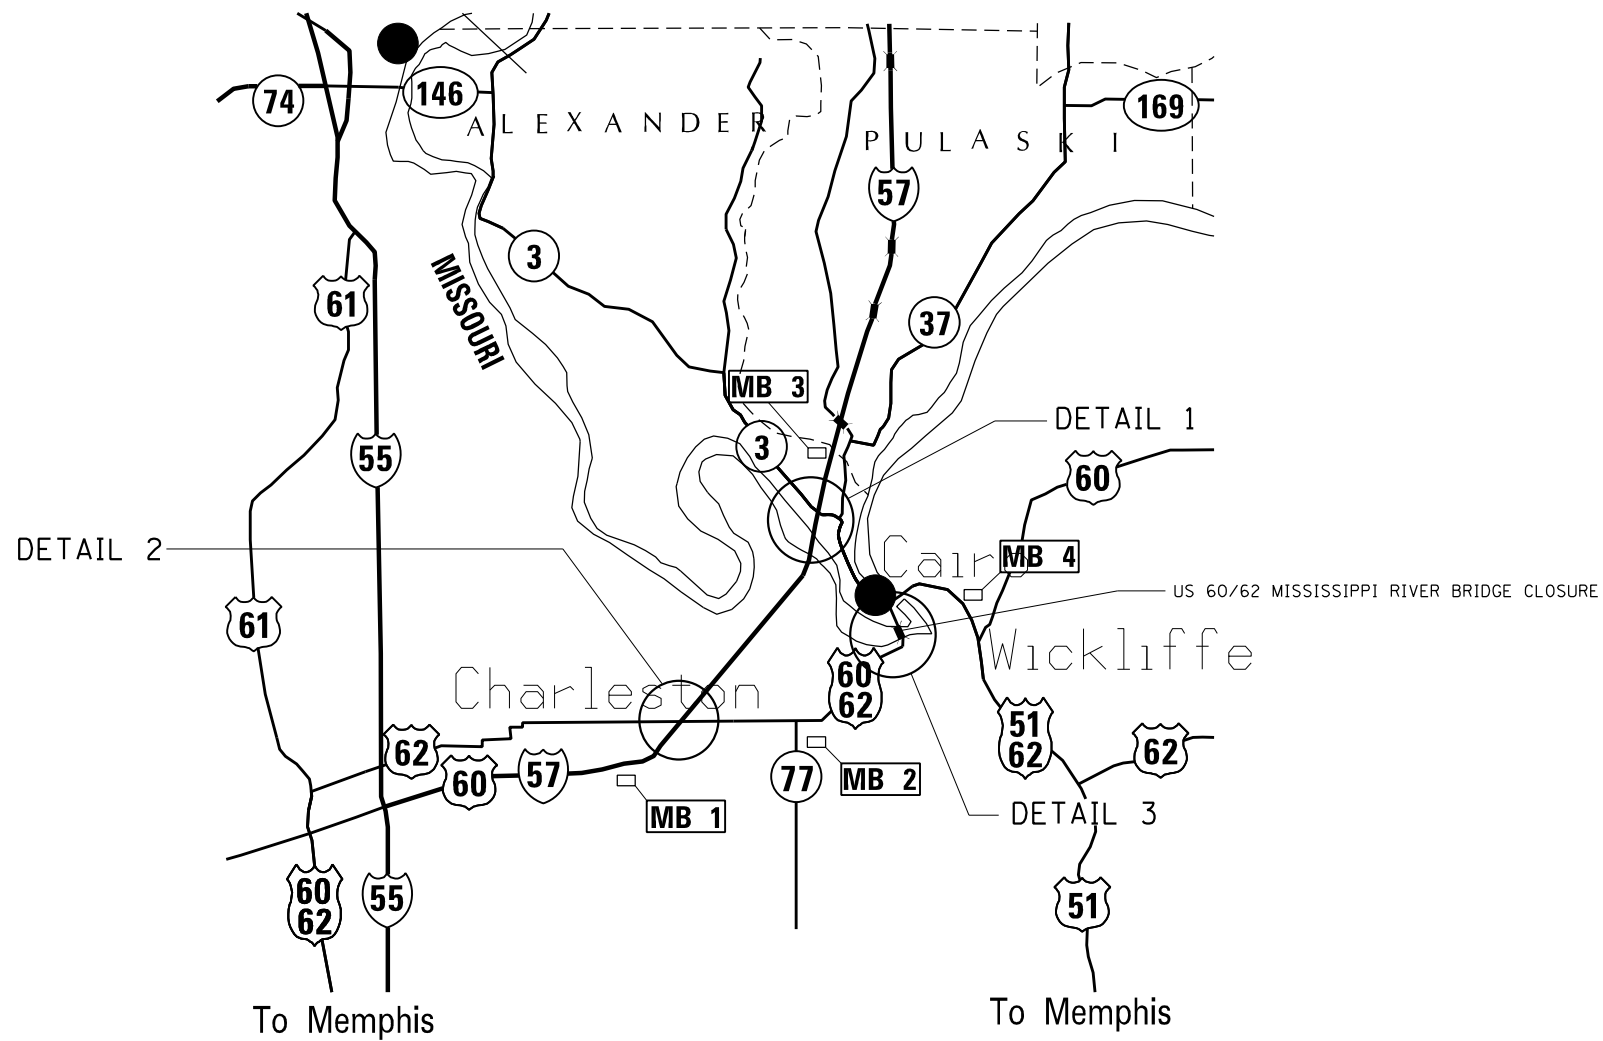 74
146
169
ALEXANDER
PULASKI
57
3
61
MISSOURI
37
MB 3
DETAIL 1
3
55
60
DETAIL 2
Cairo
MB 4
US 60/62 MISSISSIPPI RIVER BRIDGE CLOSURE
61
Wickliffe
Charleston
60
62
51
62
62
62
60
57
77
MB 2
MB 1
DETAIL 3
60
62
55
51
To Memphis
To Memphis